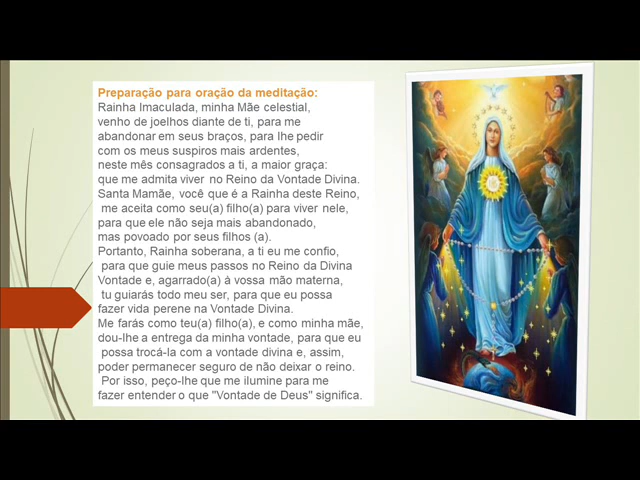 Preparação para oração da meditação:
Rainha Imaculada, minha Mãe celestial,
venho de joelhos diante de ti, para me
abandonar em seus braços, para lhe pedir
com os meus suspiros mais ardentes,
neste mês consagrados a ti, a maior graça:
que me admita viver no Reino da Vontade Divina.
Santa Mamãe, você que é a Rainha deste Reino,
me aceita como seu(a) filho(a) para viver nele,
para que ele não seja mais abandonado,
mas povoado por seus filhos (a).
Portanto, Rainha soberana, a ti eu me confio,
para que guie meus passos no Reino da Divina
Vontade e, agarrado(a) à vossa mão materna,
tu guiarás todo meu ser, para que eu possa
fazer vida perene na Vontade Divina.
Me farás como teu(a) filho(a), e como minha mãe,
dou-lhe a entrega da minha vontade, para que eu
possa trocá-la com a vontade divina e, assim,
poder permanecer seguro de não deixar o reino.
Por isso, peço-lhe que me ilumine para me
fazer entender o que "Vontade de Deus" significa.